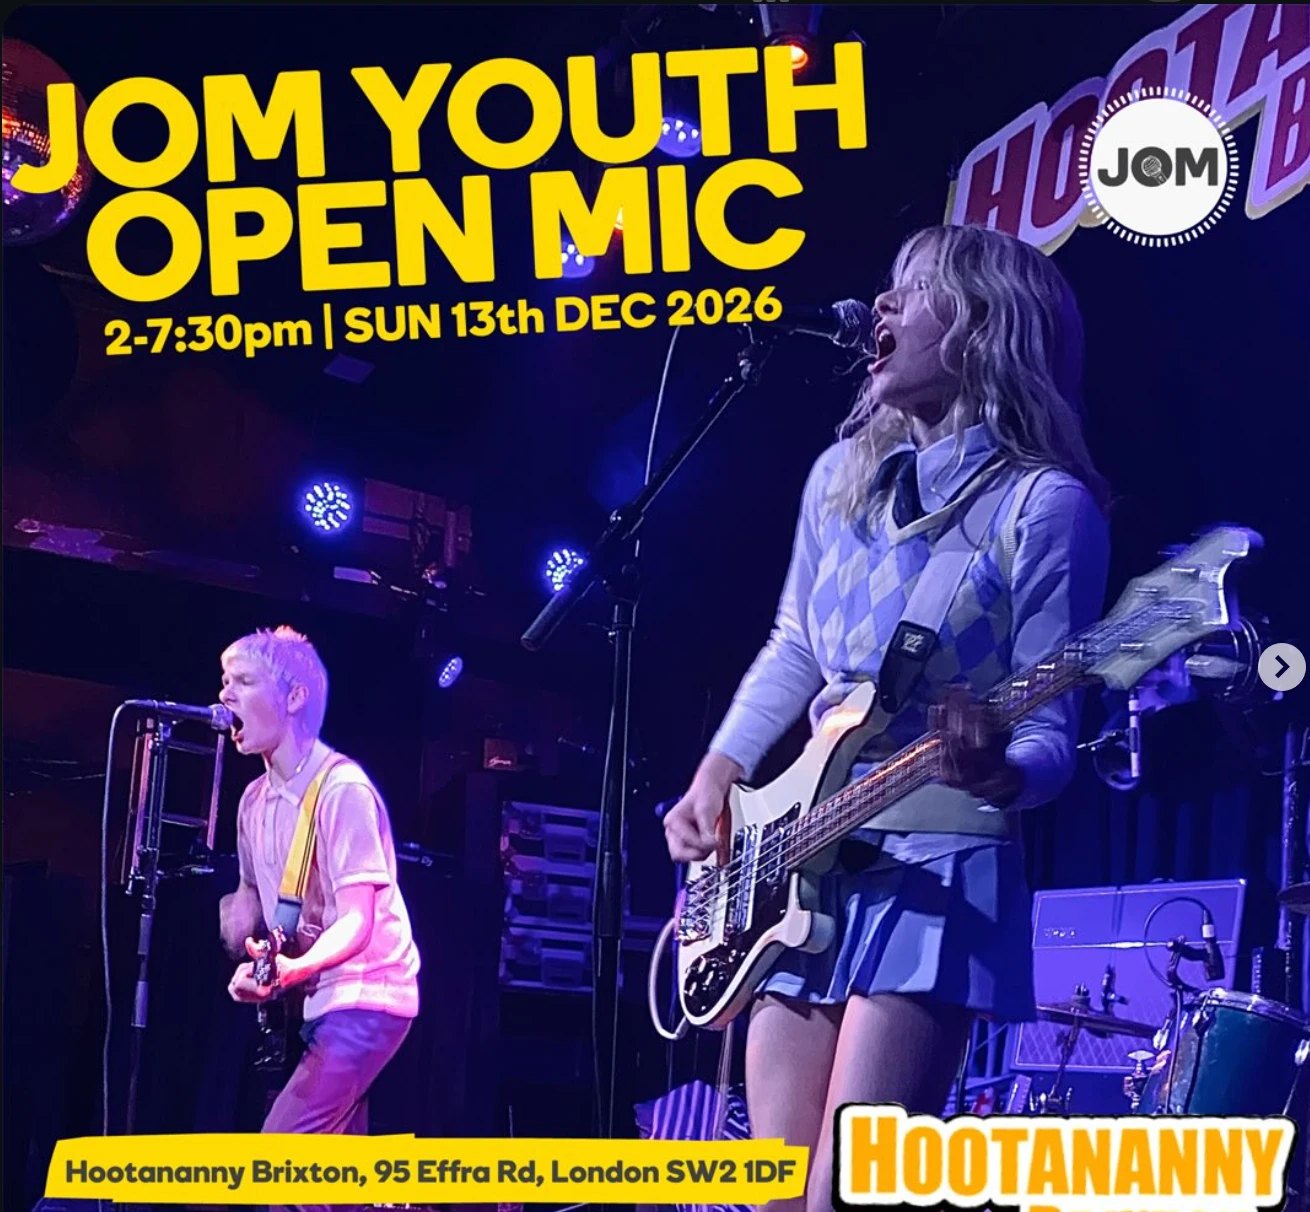 JOM YOUTH
OPEN MIC
2-7:30pm | SUN 13th DEC 2026
JOM
Hootananny Brixton, 95 Effra Rd, London SW2 1DF
HOOTANANNY